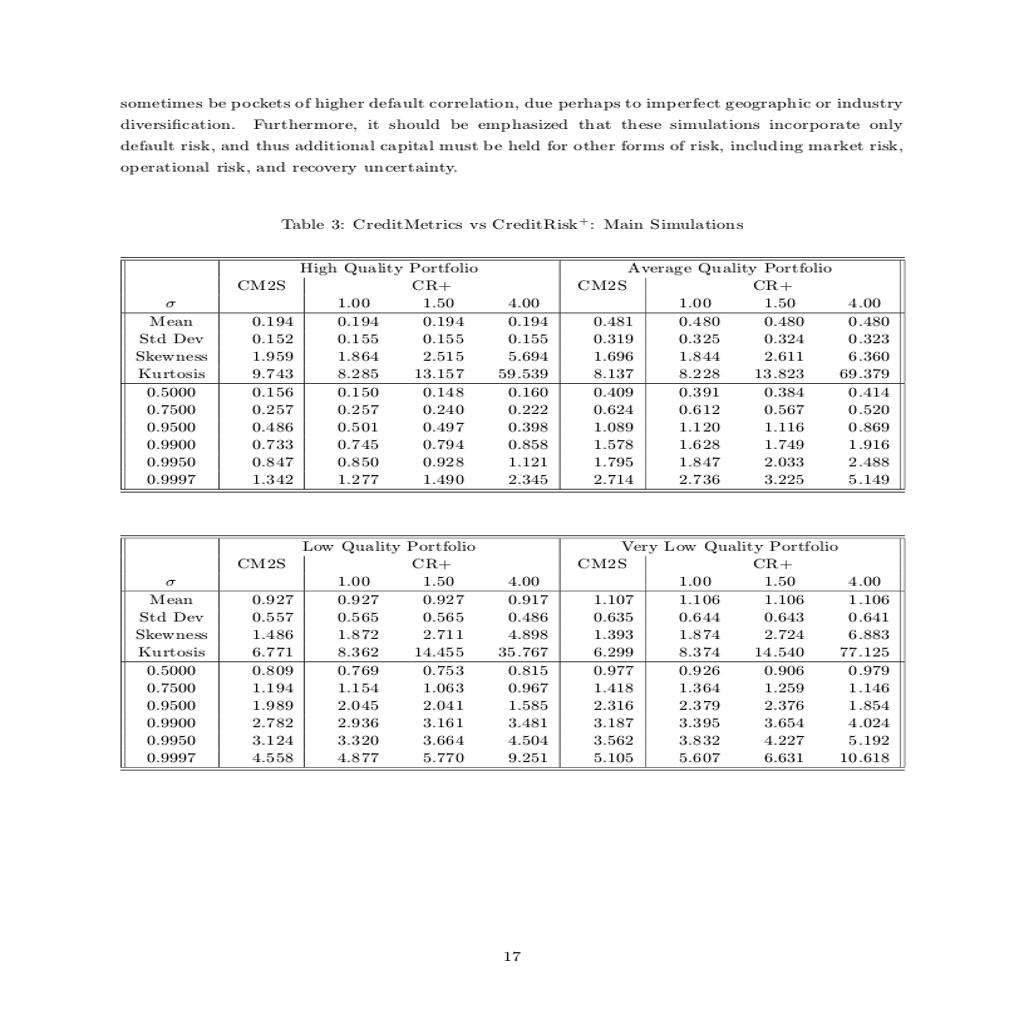 sometimes be pockets of higher default correlation, due perhaps to imperfect geographic or industry
diversification. Furthermore, it should be emphasized that these simulations incorporate only
default risk, and thus additional capital must be held for other forms of risk, including market risk,
operational risk, and recovery uncertainty.
Table 3: CreditMetrics vs CreditRisk+: Main Simulations
High Quality Portfolio Average Quality Portfolio
CM2S CR+ CM2S CR+
σ 1.00 1.50 4.00 1.00 1.50 4.00
Mean 0.194 0.194 0.194 0.194 0.481 0.480 0.480 0.480
Std Dev 0.152 0.155 0.155 0.155 0.319 0.325 0.324 0.323
Skewness 1.959 1.864 2.515 5.694 1.696 1.844 2.611 6.360
Kurtosis 9.743 8.285 13.157 59.539 8.137 8.228 13.823 69.379
0.5000 0.156 0.150 0.148 0.160 0.409 0.391 0.384 0.414
0.7500 0.257 0.257 0.240 0.222 0.624 0.612 0.567 0.520
0.9500 0.486 0.501 0.497 0.398 1.089 1.120 1.116 0.869
0.9900 0.733 0.745 0.794 0.858 1.578 1.628 1.749 1.916
0.9950 0.847 0.850 0.928 1.121 1.795 1.847 2.033 2.488
0.9997 1.342 1.277 1.490 2.345 2.714 2.736 3.225 5.149
Low Quality Portfolio Very Low Quality Portfolio
CM2S CR+ CM2S CR+
σ 1.00 1.50 4.00 1.00 1.50 4.00
Mean 0.927 0.927 0.927 0.917 1.107 1.106 1.106 1.106
Std Dev 0.557 0.565 0.565 0.486 0.635 0.644 0.643 0.641
Skewness 1.486 1.872 2.711 4.898 1.393 1.874 2.724 6.883
Kurtosis 6.771 8.362 14.455 35.767 6.299 8.374 14.540 77.125
0.5000 0.809 0.769 0.753 0.815 0.977 0.926 0.906 0.979
0.7500 1.194 1.154 1.063 0.967 1.418 1.364 1.259 1.146
0.9500 1.989 2.045 2.041 1.585 2.316 2.379 2.376 1.854
0.9900 2.782 2.936 3.161 3.481 3.187 3.395 3.654 4.024
0.9950 3.124 3.320 3.664 4.504 3.562 3.832 4.227 5.192
0.9997 4.558 4.877 5.770 9.251 5.105 5.607 6.631 10.618
17